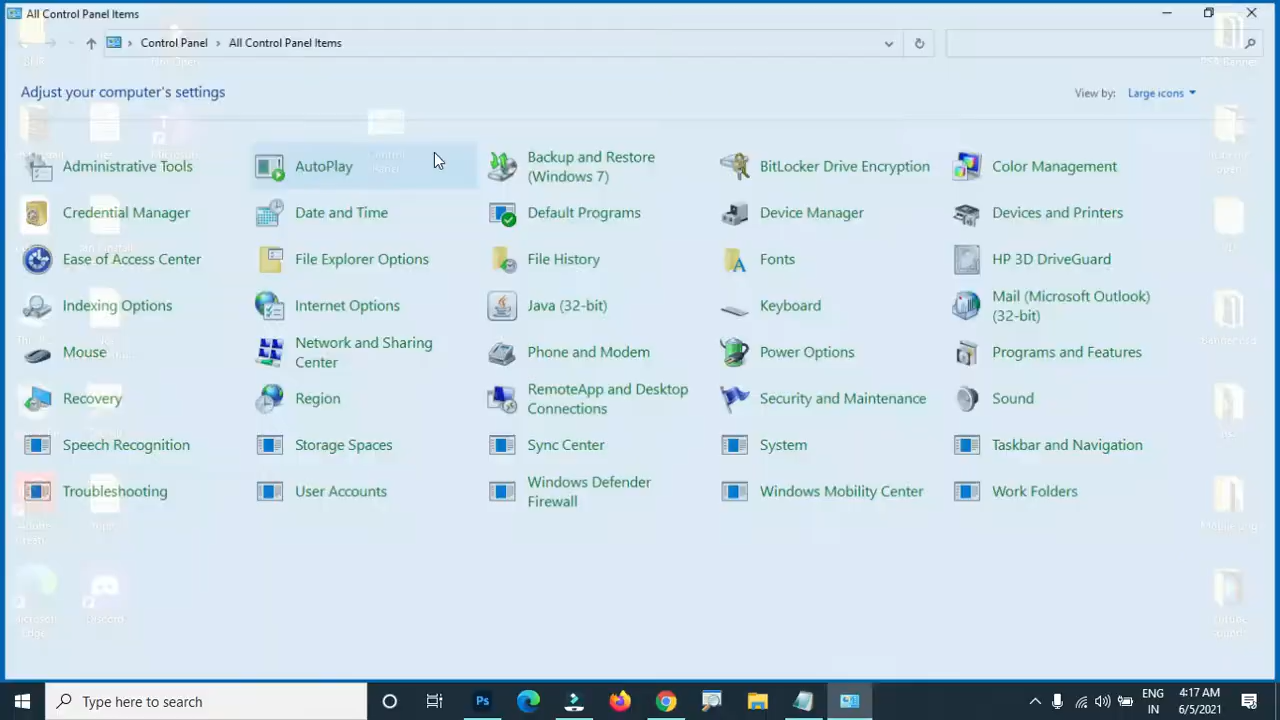 All Control Panel Items
Control Panel > All Control Panel Items
Adjust your computer's settings
View by: Large icons
Administrative Tools
AutoPlay
Backup and Restore
(Windows 7)
BitLocker Drive Encryption
Color Management
Credential Manager
Date and Time
Default Programs
Device Manager
Devices and Printers
Ease of Access Center
File Explorer Options
File History
Fonts
HP 3D DriveGuard
Indexing Options
Internet Options
Java (32-bit)
Keyboard
Mail (Microsoft Outlook)
(32-bit)
Mouse
Network and Sharing
Center
Phone and Modem
Power Options
Programs and Features
Recovery
Region
RemoteApp and Desktop
Connections
Security and Maintenance
Sound
Speech Recognition
Storage Spaces
Sync Center
System
Taskbar and Navigation
Troubleshooting
User Accounts
Windows Defender
Firewall
Windows Mobility Center
Work Folders
Microsoft
Edge
Discord
Type here to search
Ps
ENG
IN
4:17 AM
6/5/2021